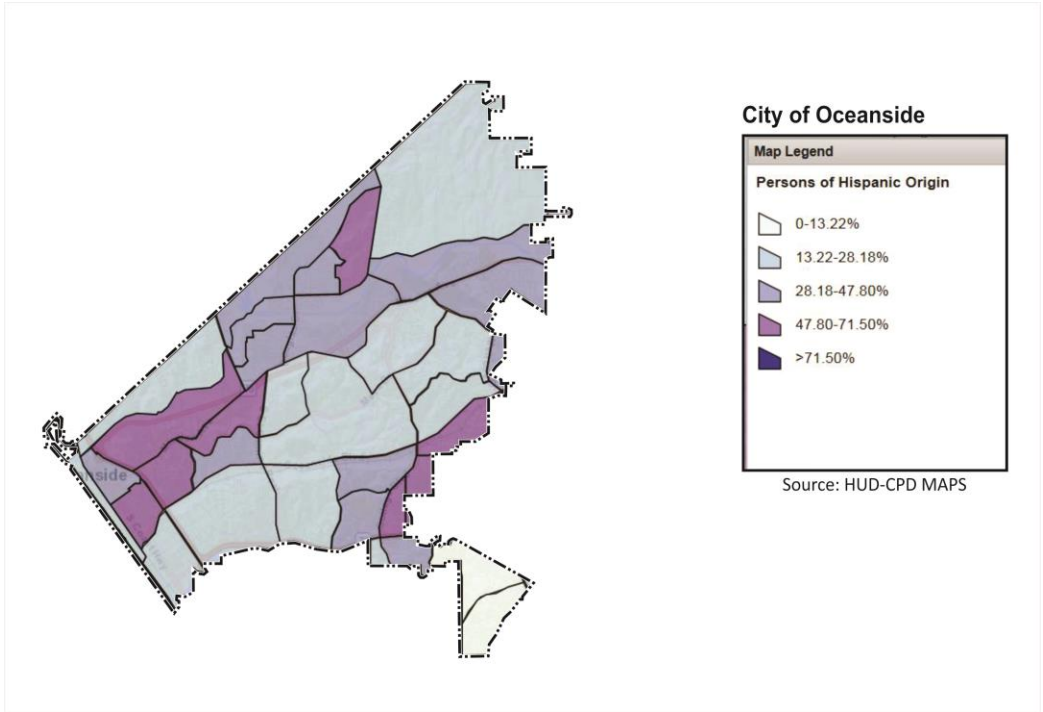 City of Oceanside
Map Legend
Persons of Hispanic Origin
0-13.22%
13.22-28.18%
28.18-47.80%
47.80-71.50%
>71.50%
Source: HUD-CPD MAPS
nside